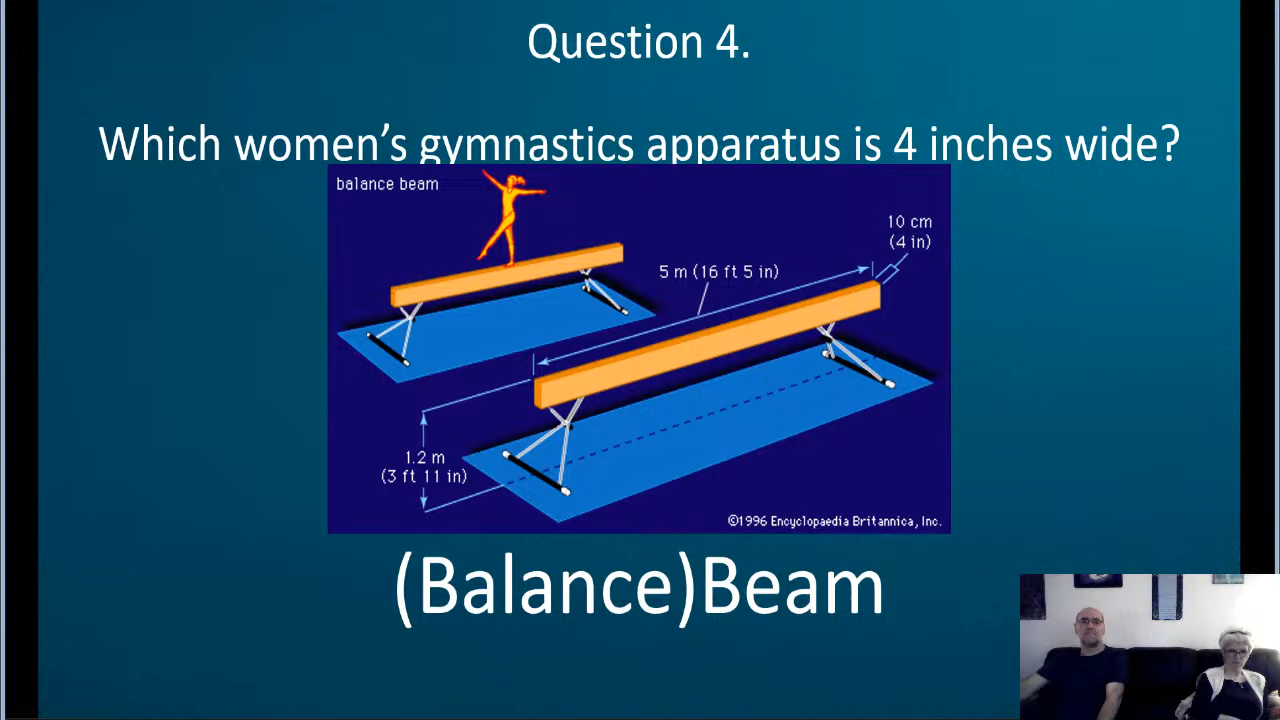 Question 4.
Which women’s gymnastics apparatus is 4 inches wide?
balance beam
10 cm
(4 in)
5 m (16 ft 5 in)
1.2 m
(3 ft 11 in)
©1996 Encyclopaedia Britannica, Inc.
(Balance)Beam